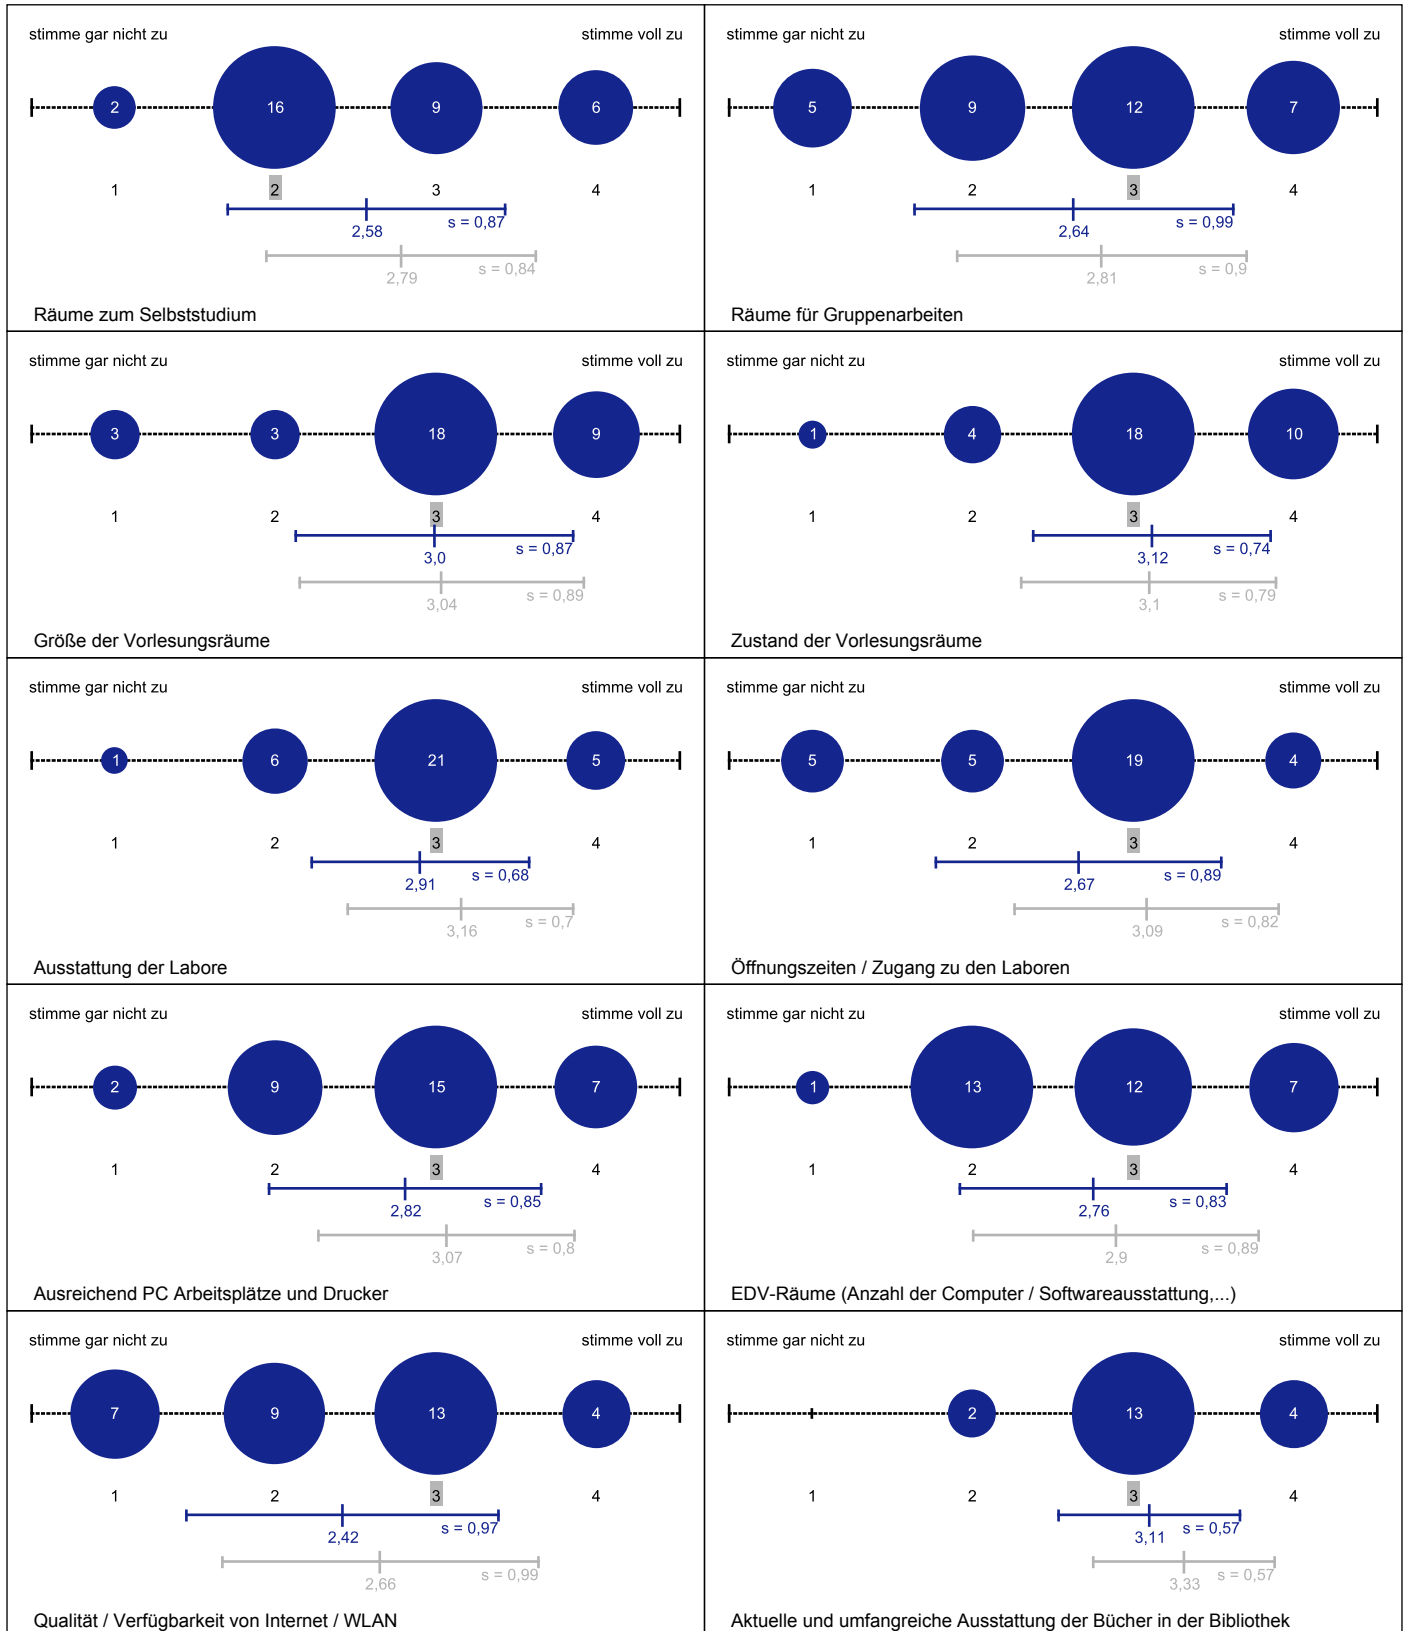 stimme gar nicht zu
stimme voll zu
2
16
9
6
1
2
3
4
s = 0,87
2,58
s = 0,84
2,79
Räume zum Selbststudium
stimme gar nicht zu
stimme voll zu
5
9
12
7
1
2
3
4
s = 0,99
2,64
s = 0,9
2,81
Räume für Gruppenarbeiten
stimme gar nicht zu
stimme voll zu
3
3
18
9
1
2
3
4
s = 0,87
3,0
s = 0,89
3,04
Größe der Vorlesungsräume
stimme gar nicht zu
stimme voll zu
1
4
18
10
1
2
3
4
s = 0,74
3,12
s = 0,79
3,1
Zustand der Vorlesungsräume
stimme gar nicht zu
stimme voll zu
1
6
21
5
1
2
3
4
s = 0,68
2,91
s = 0,7
3,16
Ausstattung der Labore
stimme gar nicht zu
stimme voll zu
5
5
19
4
1
2
3
4
s = 0,89
2,67
s = 0,82
3,09
Öffnungszeiten / Zugang zu den Laboren
stimme gar nicht zu
stimme voll zu
2
9
15
7
1
2
3
4
s = 0,85
2,82
s = 0,8
3,07
Ausreichend PC Arbeitsplätze und Drucker
stimme gar nicht zu
stimme voll zu
1
13
12
7
1
2
3
4
s = 0,83
2,76
s = 0,89
2,9
EDV-Räume (Anzahl der Computer / Softwareausstattung,...)
stimme gar nicht zu
stimme voll zu
7
9
13
4
1
2
3
4
s = 0,97
2,42
s = 0,99
2,66
Qualität / Verfügbarkeit von Internet / WLAN
stimme gar nicht zu
stimme voll zu
2
13
4
1
2
3
4
s = 0,57
3,11
s = 0,57
3,33
Aktuelle und umfangreiche Ausstattung der Bücher in der Bibliothek